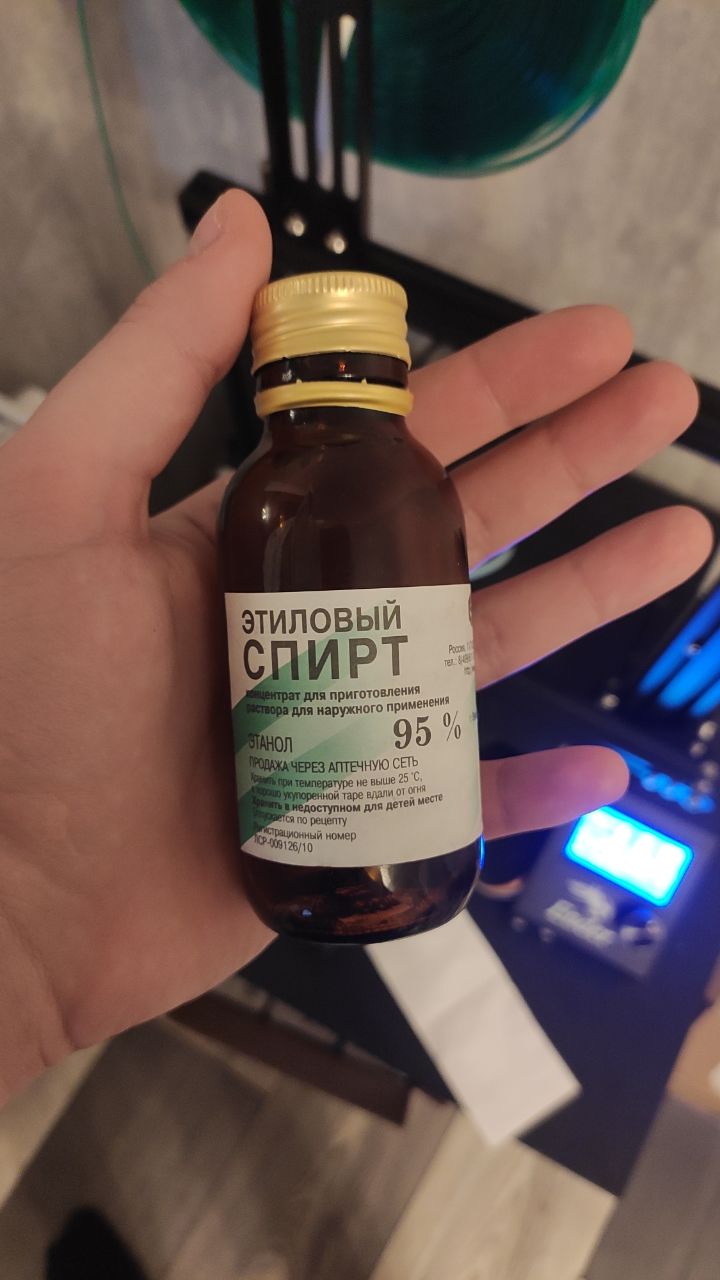 ЭТИЛОВЫЙ
СПИРТ
концентрат для приготовления
раствора для наружного применения
ЭТАНОЛ 95 %
ПРОДАЖА ЧЕРЕЗ АПТЕЧНУЮ СЕТЬ
Хранить при температуре не выше 25 °С,
в хорошо укупоренной таре вдали от огня
Хранить в недоступном для детей месте
Отпускается по рецепту
Регистрационный номер
ЛСР-009126/10
Россия,
тел.:
Ender